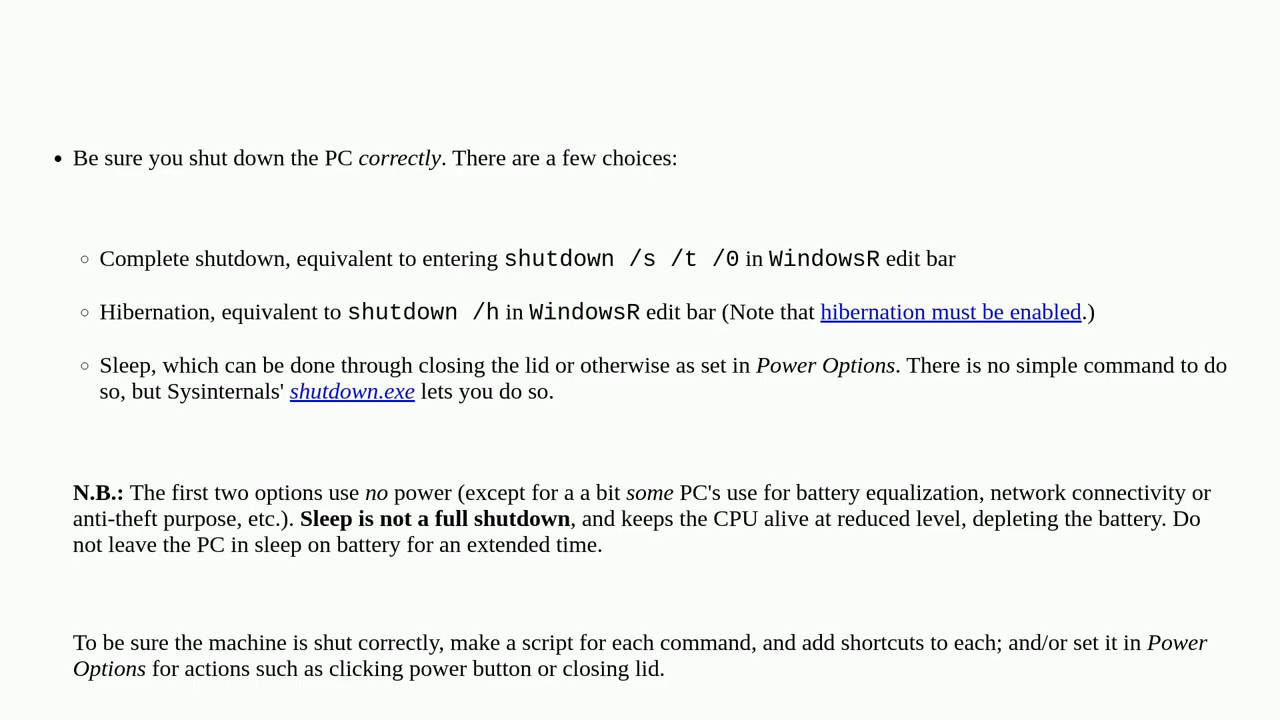 Be sure you shut down the PC correctly. There are a few choices:
Complete shutdown, equivalent to entering shutdown /s /t /0 in WindowsR edit bar
Hibernation, equivalent to shutdown /h in WindowsR edit bar (Note that hibernation must be enabled.)
Sleep, which can be done through closing the lid or otherwise as set in Power Options. There is no simple command to do
so, but Sysinternals' shutdown.exe lets you do so.
N.B.: The first two options use no power (except for a a bit some PC's use for battery equalization, network connectivity or
anti-theft purpose, etc.). Sleep is not a full shutdown, and keeps the CPU alive at reduced level, depleting the battery. Do
not leave the PC in sleep on battery for an extended time.
To be sure the machine is shut correctly, make a script for each command, and add shortcuts to each; and/or set it in Power
Options for actions such as clicking power button or closing lid.